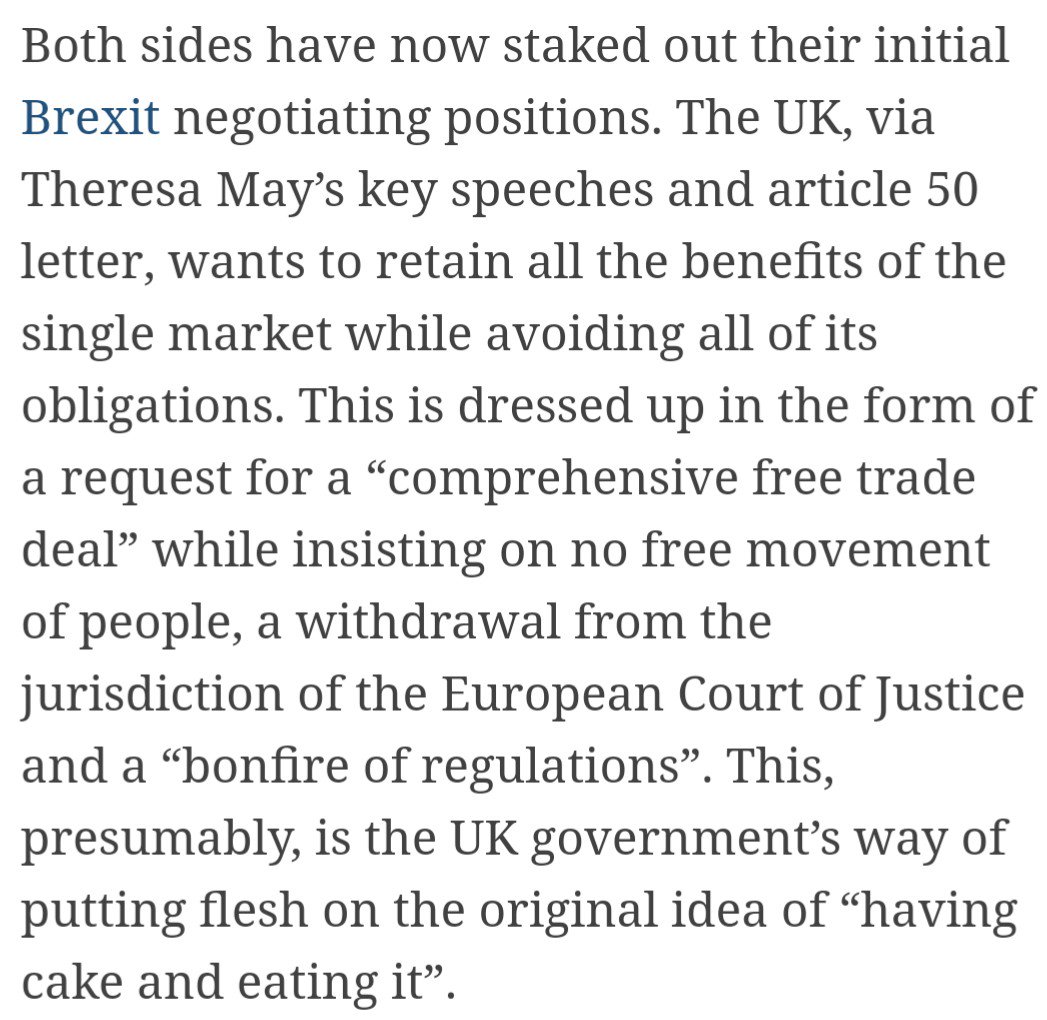 Both sides have now staked out their initial
Brexit negotiating positions. The UK, via
Theresa May’s key speeches and article 50
letter, wants to retain all the benefits of the
single market while avoiding all of its
obligations. This is dressed up in the form of
a request for a “comprehensive free trade
deal” while insisting on no free movement
of people, a withdrawal from the
jurisdiction of the European Court of Justice
and a “bonfire of regulations”. This,
presumably, is the UK government’s way of
putting flesh on the original idea of “having
cake and eating it”.